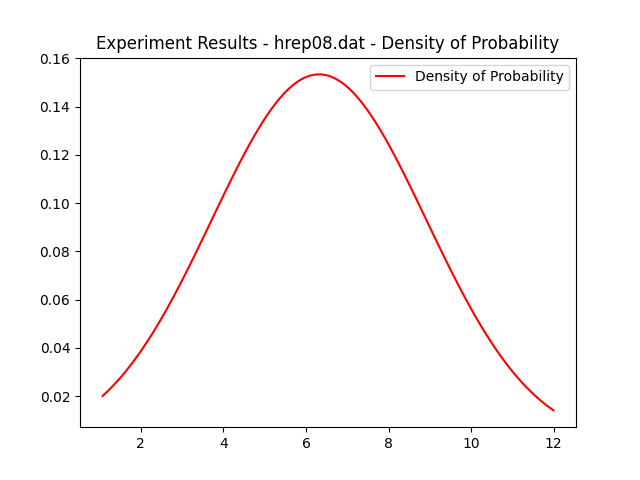 Experiment Results - hrep08.dat - Density of Probability
Density of Probability
0.16
0.14
0.12
0.10
0.08
0.06
0.04
0.02
2 4 6 8 10 12